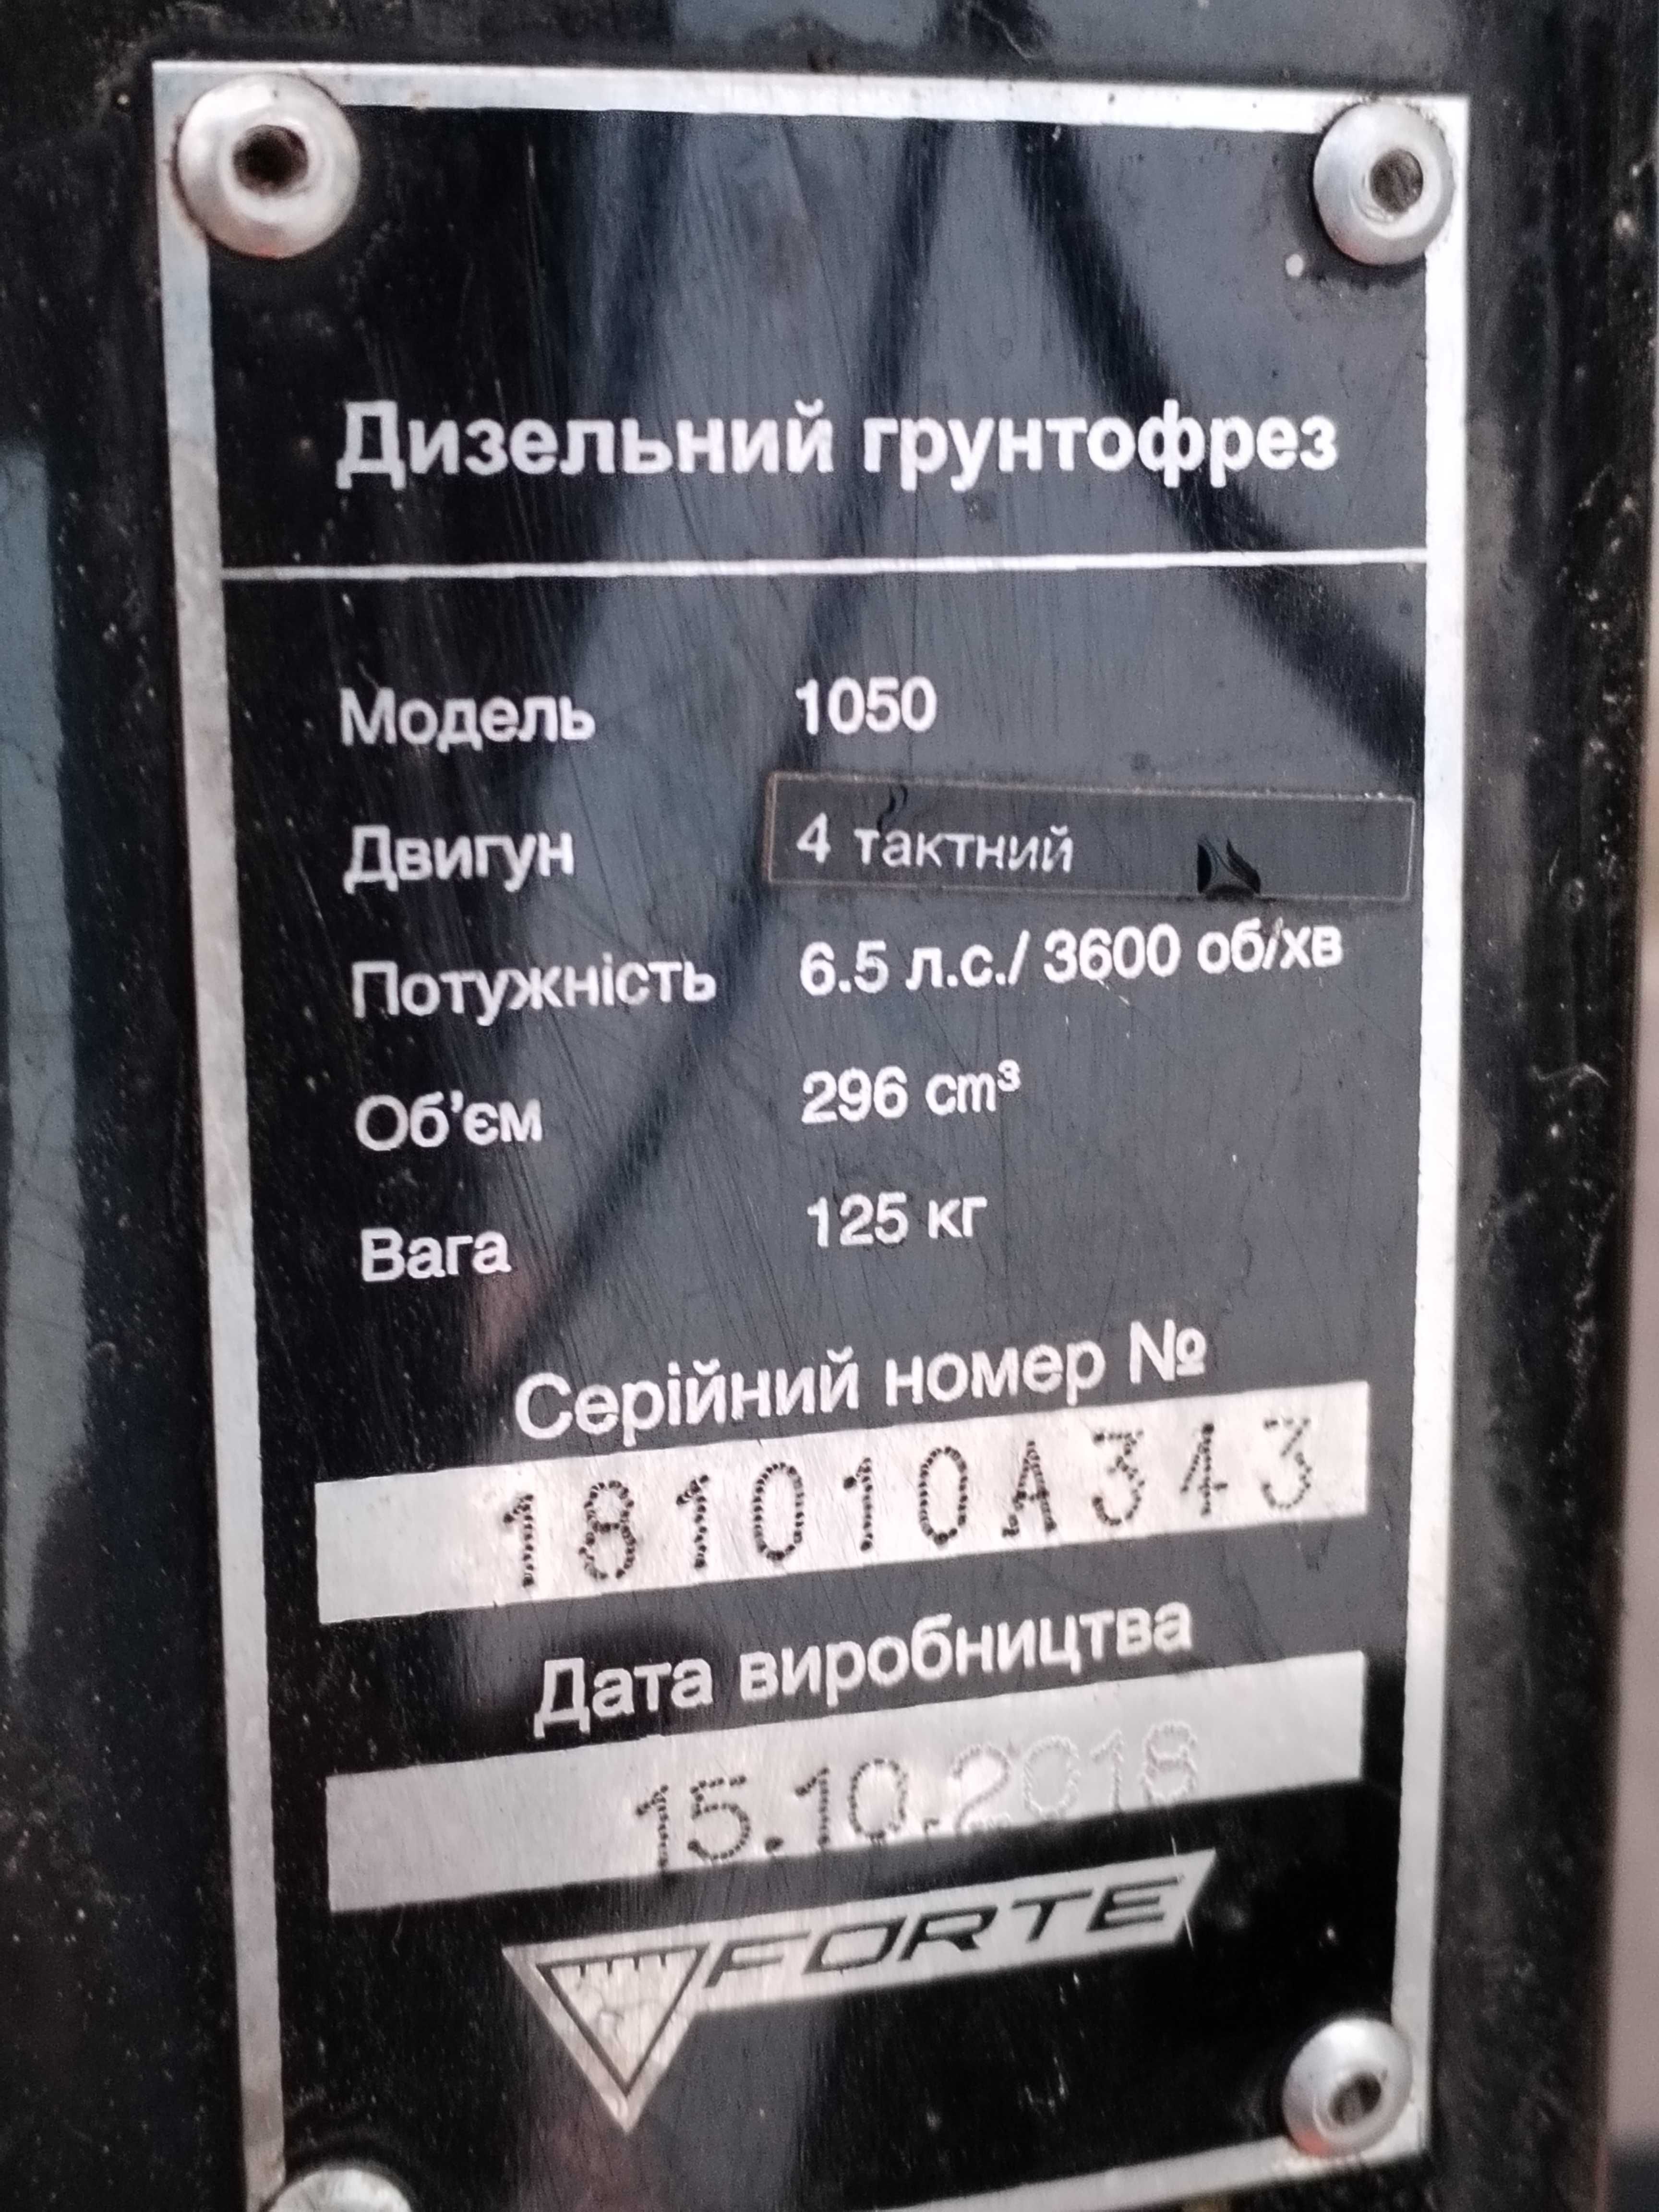 Дизельний грунтофрез
Модель 1050
Двигун 4 тактний
Потужність 6.5 л.с./ 3600 об/хв
Об'єм 296 cm³
Вага 125 кг
Серійний номер №
181010A343
Дата виробництва
15.10.2018
FORTE